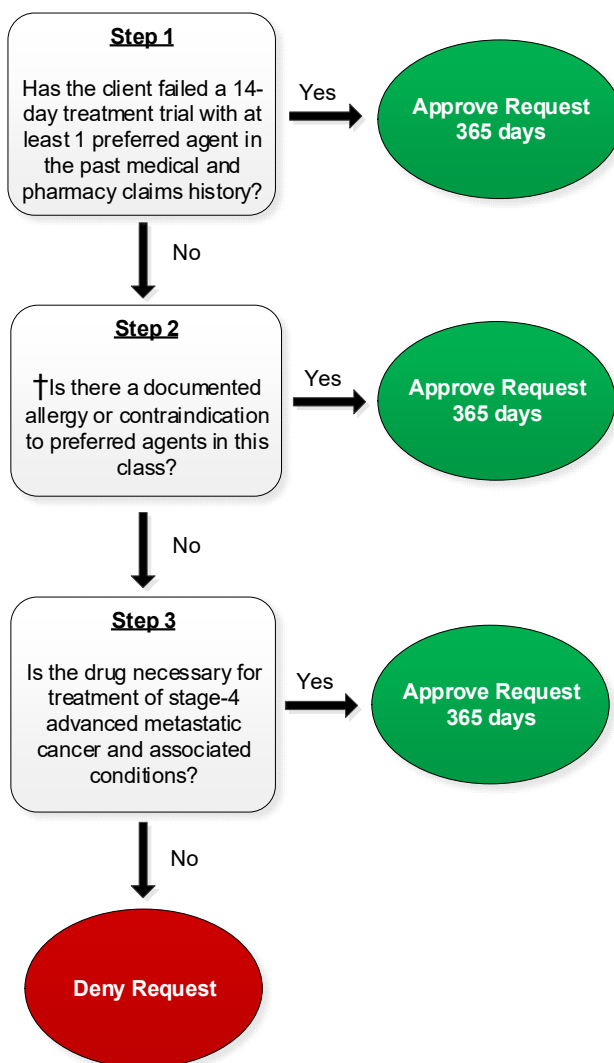 Step 1
Has the client failed a 14-
day treatment trial with at
least 1 preferred agent in
the past medical and
pharmacy claims history?
Yes
Approve Request
365 days
No
Step 2
†Is there a documented
allergy or contraindication
to preferred agents in this
class?
Yes
Approve Request
365 days
No
Step 3
Is the drug necessary for
treatment of stage-4
advanced metastatic
cancer and associated
conditions?
Yes
Approve Request
365 days
No
Deny Request